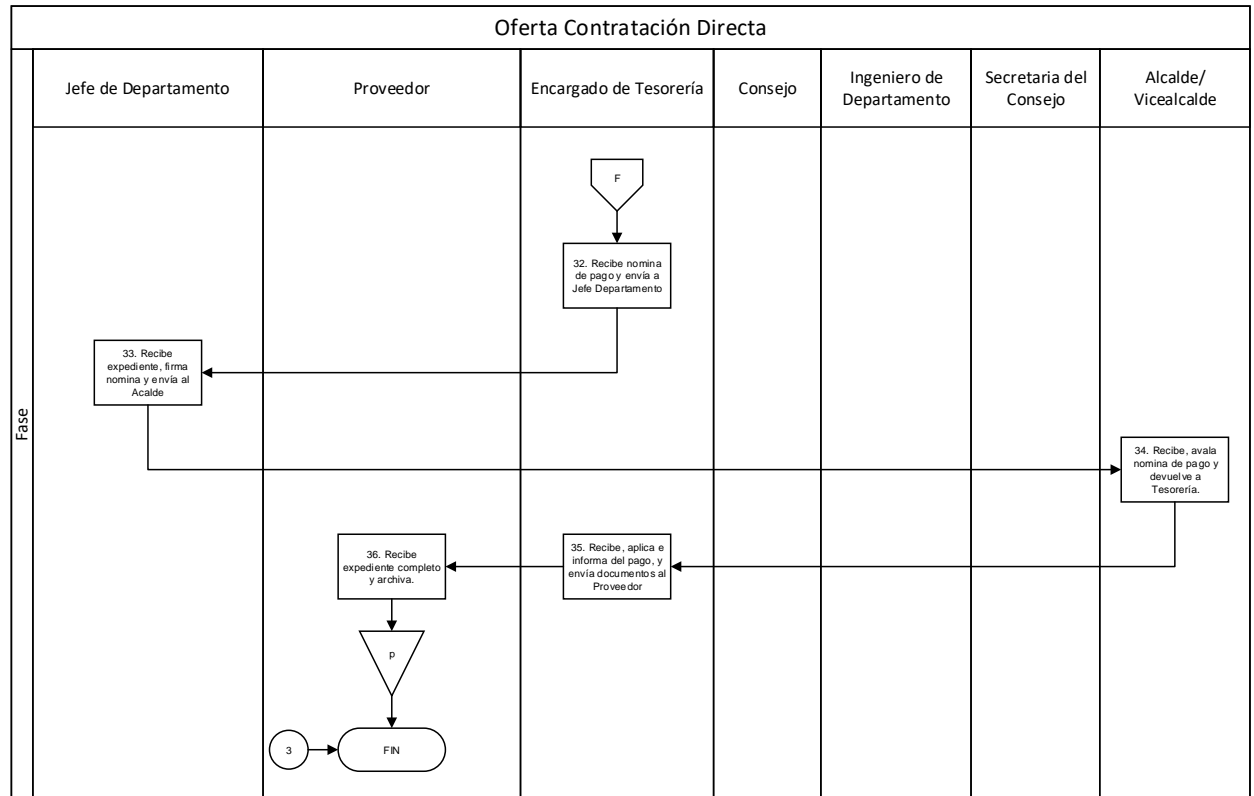 Oferta Contratación Directa
Fase
Jefe de Departamento
Proveedor
Encargado de Tesorería
Consejo
Ingeniero de
Departamento
Secretaria del
Consejo
Alcalde/
Vicealcalde
F
32. Recibe nomina
de pago y envía a
Jefe Departamento
33. Recibe
expediente, firma
nomina y envía al
Acalde
34. Recibe, avala
nomina de pago y
devuelve a
Tesorería.
35. Recibe, aplica e
informa del pago, y
envía documentos al
Proveedor
36. Recibe
expediente completo
y archiva.
p
3
FIN